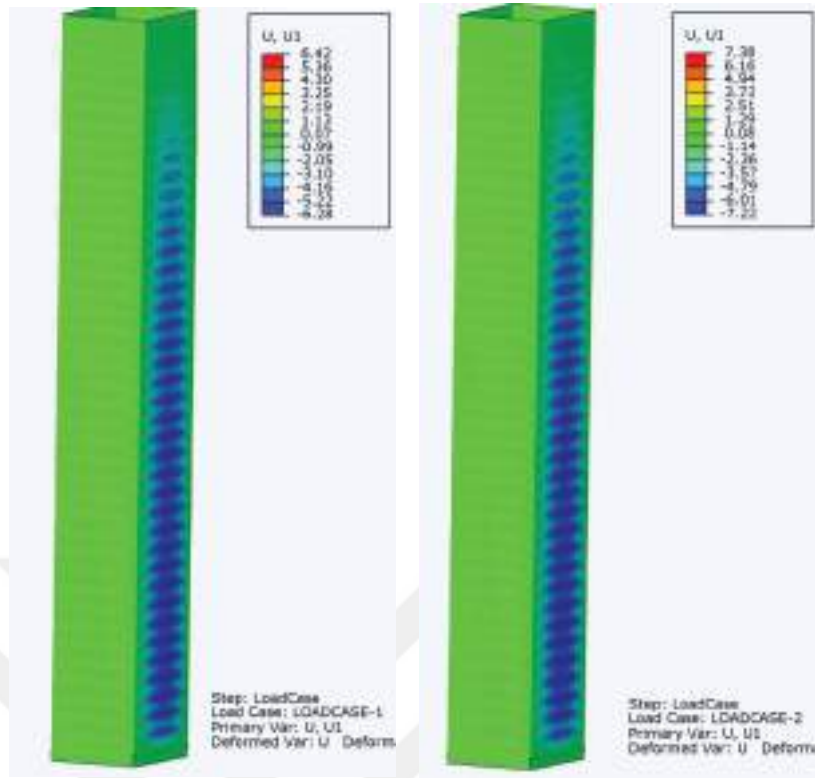 U, U1
6.42
5.36
4.30
3.25
2.19
1.13
0.07
-0.99
-2.05
-3.10
-4.16
-5.22
-6.28
Step: LoadCase
Load Case: LOADCASE-1
Primary Var: U, U1
Deformed Var: U Deform
U, U1
7.38
6.16
4.94
3.73
2.51
1.29
0.08
-1.14
-2.36
-3.57
-4.79
-6.01
-7.22
Step: LoadCase
Load Case: LOADCASE-2
Primary Var: U, U1
Deformed Var: U Deform